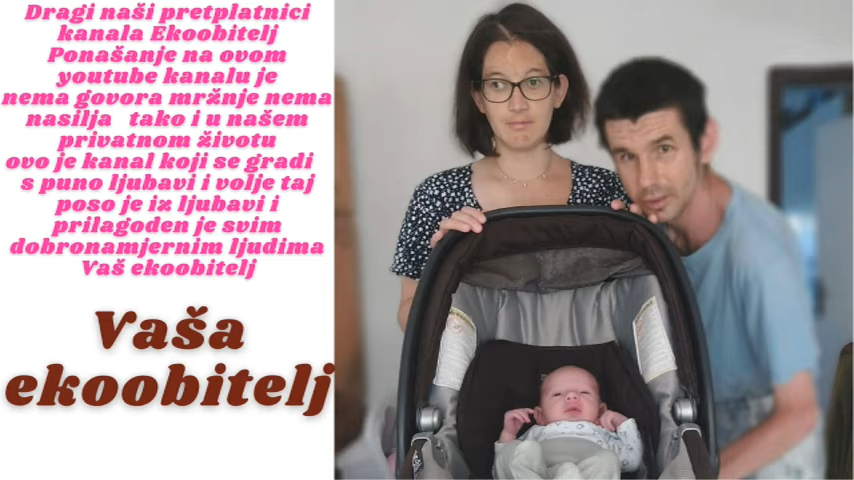 Dragi naši pretplatnici
kanala Ekoobitelj
Ponašanje na ovom
youtube kanalu je
nema govora mržnje nema
nasilja tako i u našem
privatnom životu
ovo je kanal koji se gradi
s puno ljubavi i volje taj
poso je iz ljubavi i
prilagođen je svim
dobronamjernim ljudima
Vaš ekoobitelj
Vaša
ekoobitelj